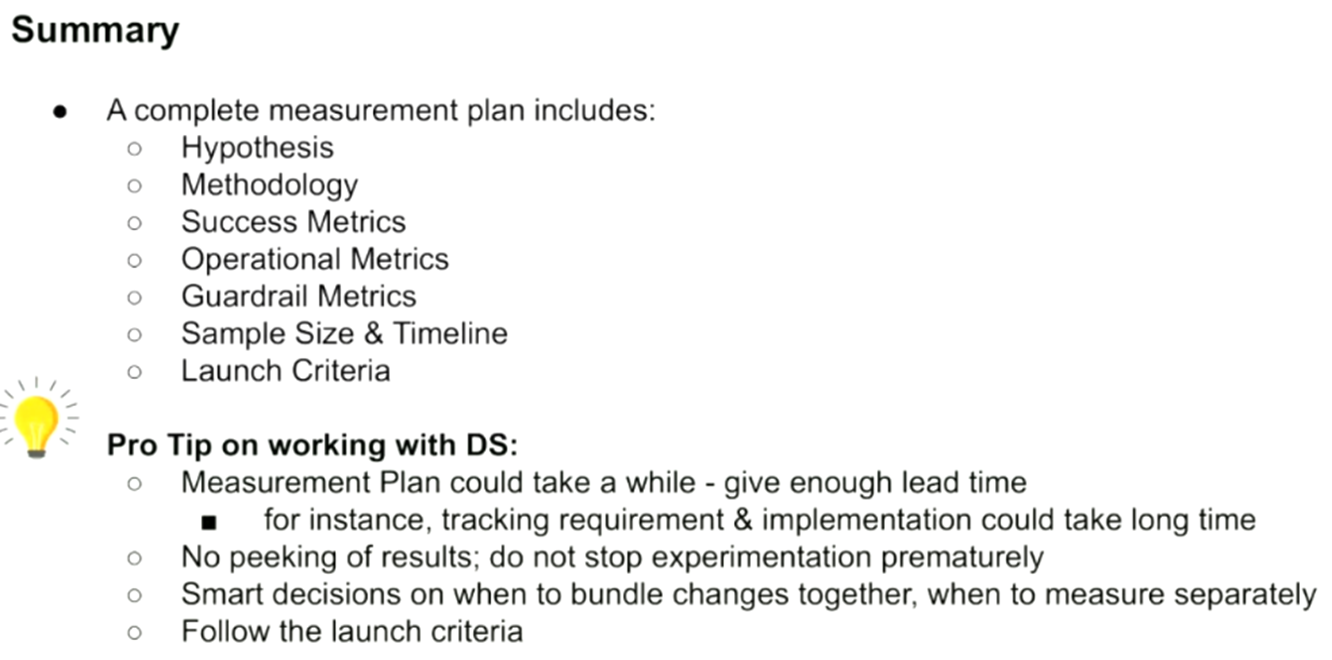 Summary
● A complete measurement plan includes:
○ Hypothesis
○ Methodology
○ Success Metrics
○ Operational Metrics
○ Guardrail Metrics
○ Sample Size & Timeline
○ Launch Criteria
Pro Tip on working with DS:
○ Measurement Plan could take a while - give enough lead time
■ for instance, tracking requirement & implementation could take long time
○ No peeking of results; do not stop experimentation prematurely
○ Smart decisions on when to bundle changes together, when to measure separately
○ Follow the launch criteria